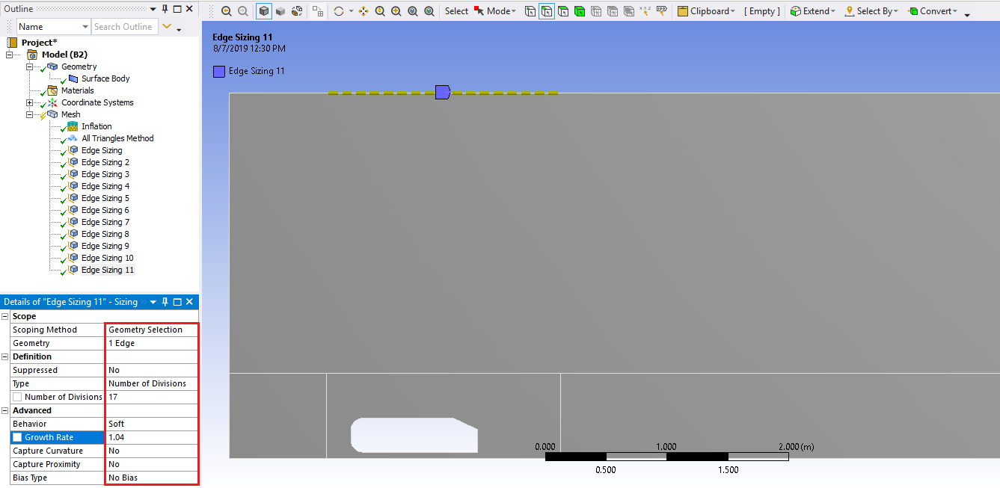 Outline
Select Mode X,Y,Z Clipboard [ Empty ] Extend Select By Convert
Name Search Outline
Project*
Model (B2)
Geometry
Surface Body
Materials
Coordinate Systems
Mesh
Inflation
All Triangles Method
Edge Sizing
Edge Sizing 2
Edge Sizing 3
Edge Sizing 4
Edge Sizing 5
Edge Sizing 6
Edge Sizing 7
Edge Sizing 8
Edge Sizing 9
Edge Sizing 10
Edge Sizing 11
Details of "Edge Sizing 11" - Sizing
Scope
Scoping Method Geometry Selection
Geometry 1 Edge
Definition
Suppressed No
Type Number of Divisions
Number of Divisions 17
Advanced
Behavior Soft
Growth Rate 1.04
Capture Curvature No
Capture Proximity No
Bias Type No Bias
Edge Sizing 11
8/7/2019 12:30 PM
Edge Sizing 11
0.000 1.000 2.000 (m)
0.500 1.500